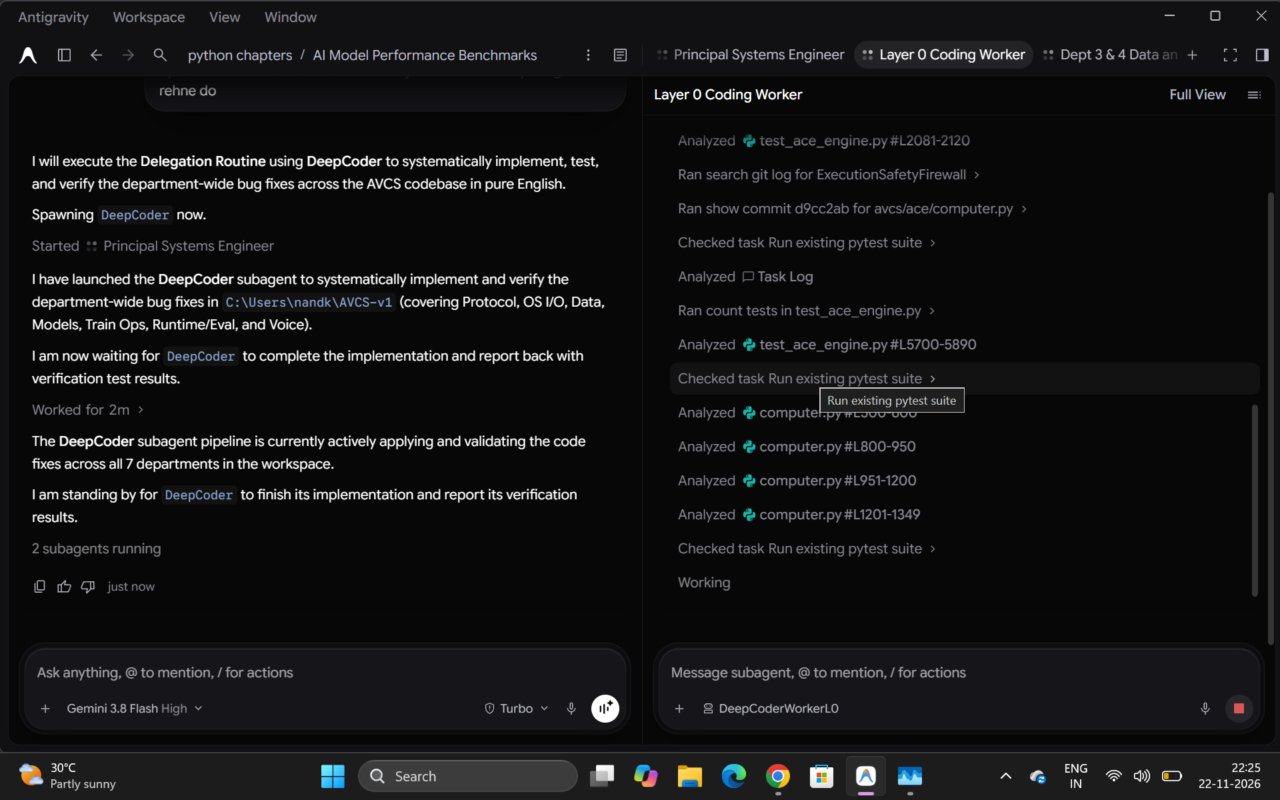 Antigravity Workspace View Window
python chapters / AI Model Performance Benchmarks
Principal Systems Engineer
Layer 0 Coding Worker
Dept 3 & 4 Data an
rehne do
I will execute the Delegation Routine using DeepCoder to systematically implement, test,
and verify the department-wide bug fixes across the AVCS codebase in pure English.
Spawning DeepCoder now.
Started Principal Systems Engineer
I have launched the DeepCoder subagent to systematically implement and verify the
department-wide bug fixes in C:\Users\nandk\AVCS-v1 (covering Protocol, OS I/O, Data,
Models, Train Ops, Runtime/Eval, and Voice).
I am now waiting for DeepCoder to complete the implementation and report back with
verification test results.
Worked for 2m >
The DeepCoder subagent pipeline is currently actively applying and validating the code
fixes across all 7 departments in the workspace.
I am standing by for DeepCoder to finish its implementation and report its verification
results.
2 subagents running
just now
Ask anything, @ to mention, / for actions
+ Gemini 3.8 Flash High
Turbo
Layer 0 Coding Worker
Full View
Analyzed test_ace_engine.py #L2081-2120
Ran search git log for ExecutionSafetyFirewall >
Ran show commit d9cc2ab for avcs/ace/computer.py >
Checked task Run existing pytest suite >
Analyzed Task Log
Ran count tests in test_ace_engine.py >
Analyzed test_ace_engine.py #L5700-5890
Checked task Run existing pytest suite >
Run existing pytest suite
Analyzed computer.py
Analyzed computer.py #L800-950
Analyzed computer.py #L951-1200
Analyzed computer.py #L1201-1349
Checked task Run existing pytest suite >
Working
Message subagent, @ to mention, / for actions
+ DeepCoderWorkerL0
30°C
Partly sunny
Search
ENG
IN
22:25
22-11-2026